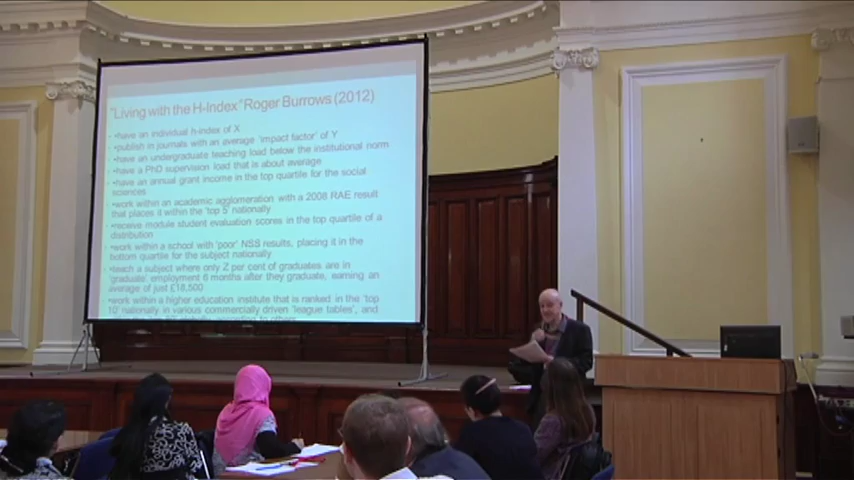 "Living with the H-Index" Roger Burrows (2012)
•have an individual h-index of X
•publish in journals with an average 'impact factor' of Y
•have an undergraduate teaching load below the institutional norm
•have a PhD supervision load that is about average
•have an annual grant income in the top quartile for the social
sciences
•work within an academic agglomeration with a 2008 RAE result
that places it within the 'top 5' nationally
receive module student evaluation scores in the top quartile of a
distribution
work within a school with 'poor' NSS results, placing it in the
bottom quartile for the subject nationally
teach a subject where only Z per cent of graduates are in
'graduate' employment 6 months after they graduate, earning an
average of just £18,500
work within a higher education institute that is ranked in the 'top
10' nationally in various commercially driven 'league tables', and
globally, according to others